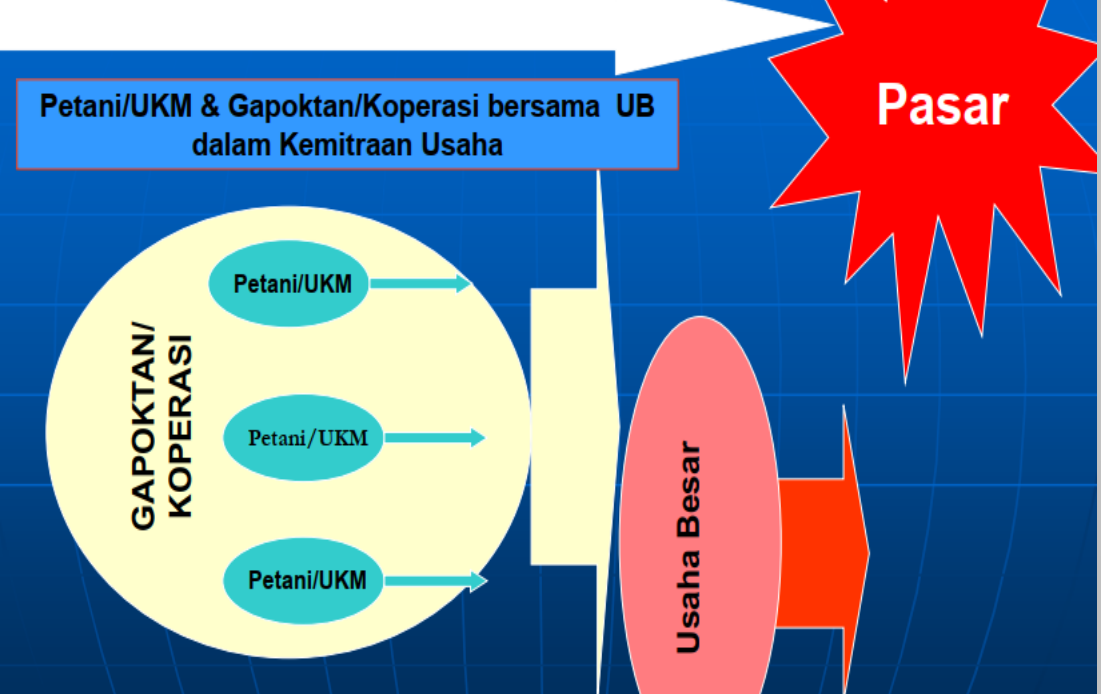 Petani/UKM & Gapoktan/Koperasi bersama UB
dalam Kemitraan Usaha
Pasar
GAPOKTAN/
KOPERASI
Petani/UKM
Petani/UKM
Petani/UKM
Usaha Besar